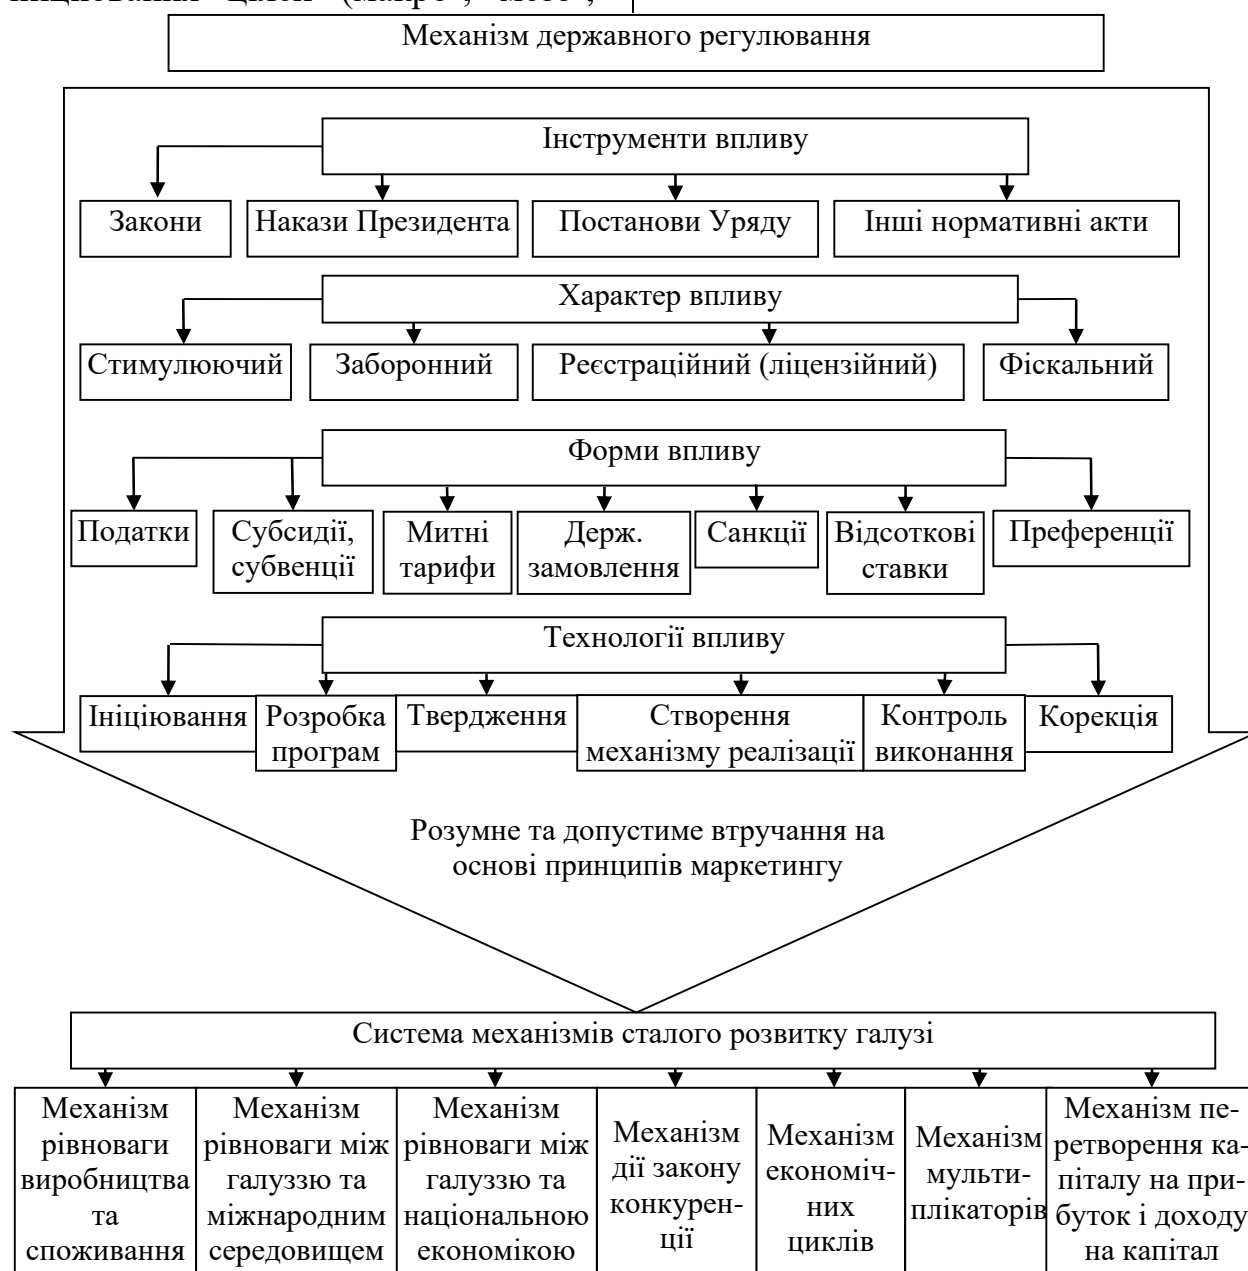 Механізм державного регулювання
Інструменти впливу
Закони
Накази Президента
Постанови Уряду
Інші нормативні акти
Характер впливу
Стимулюючий
Заборонний
Реєстраційний (ліцензійний)
Фіскальний
Форми впливу
Податки
Субсидії,
субвенції
Митні
тарифи
Держ.
замовлення
Санкції
Відсоткові
ставки
Преференції
Технології впливу
Ініціювання
Розробка
програм
Твердження
Створення
механізму реалізації
Контроль
виконання
Корекція
Розумне та допустиме втручання на
основі принципів маркетингу
Система механізмів сталого розвитку галузі
Механізм
рівноваги
виробництва
та
споживання
Механізм
рівноваги між
галуззю та
міжнародним
середовищем
Механізм
рівноваги між
галуззю та
національною
економікою
Механізм
дії закону
конкурен-
ції
Механізм
економіч-
них
циклів
Механізм
мульти-
плікаторів
Механізм пе-
ретворення ка-
піталу на при-
буток і доходу
на капітал